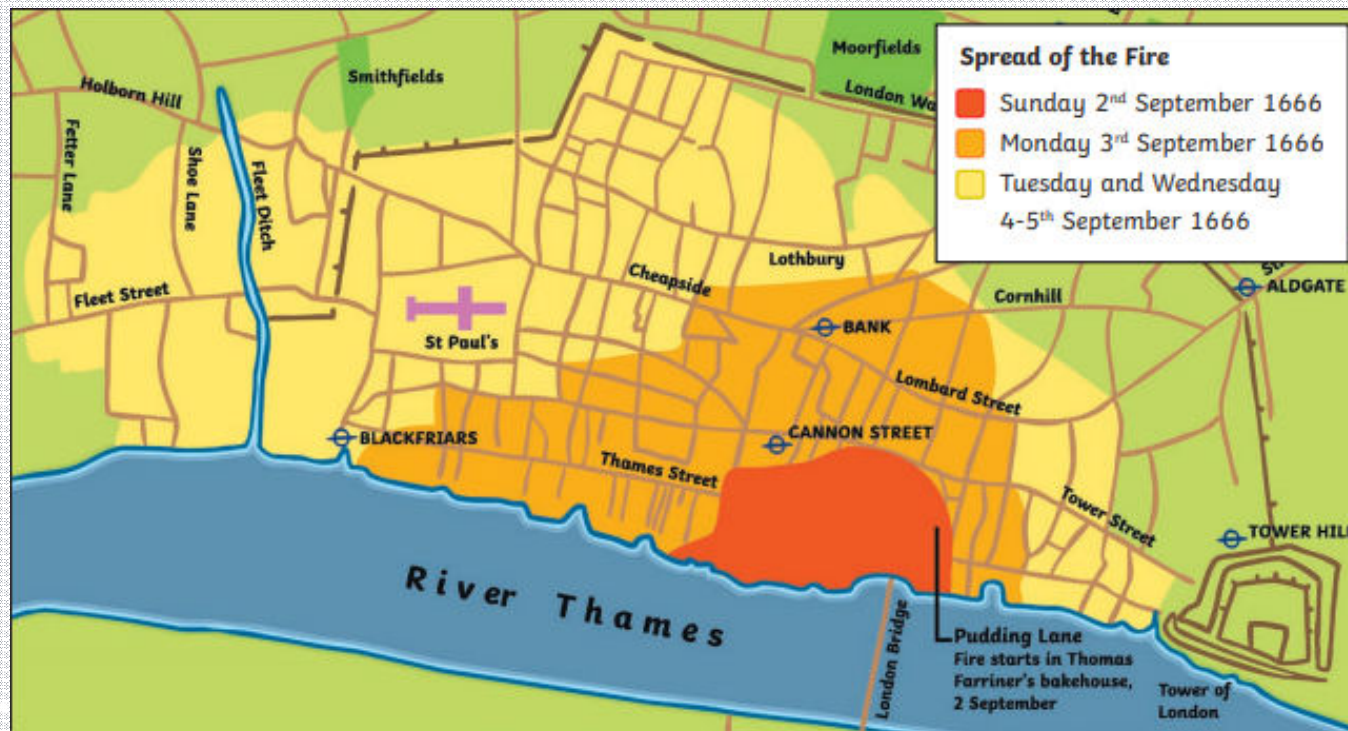 Spread of the Fire
Sunday 2nd September 1666
Monday 3rd September 1666
Tuesday and Wednesday
4-5th September 1666
Moorfields
Smithfields
Holborn Hill
London Wa
Fetter Lane
Shoe Lane
Fleet Ditch
Lothbury
Cheapside
Cornhill
ALDGATE
Fleet Street
St Paul's
BANK
Lombard Street
BLACKFRIARS
CANNON STREET
Thames Street
Tower Street
TOWER HILL
River Thames
London Bridge
Pudding Lane
Fire starts in Thomas
Farriner's bakehouse,
2 September
Tower of
London